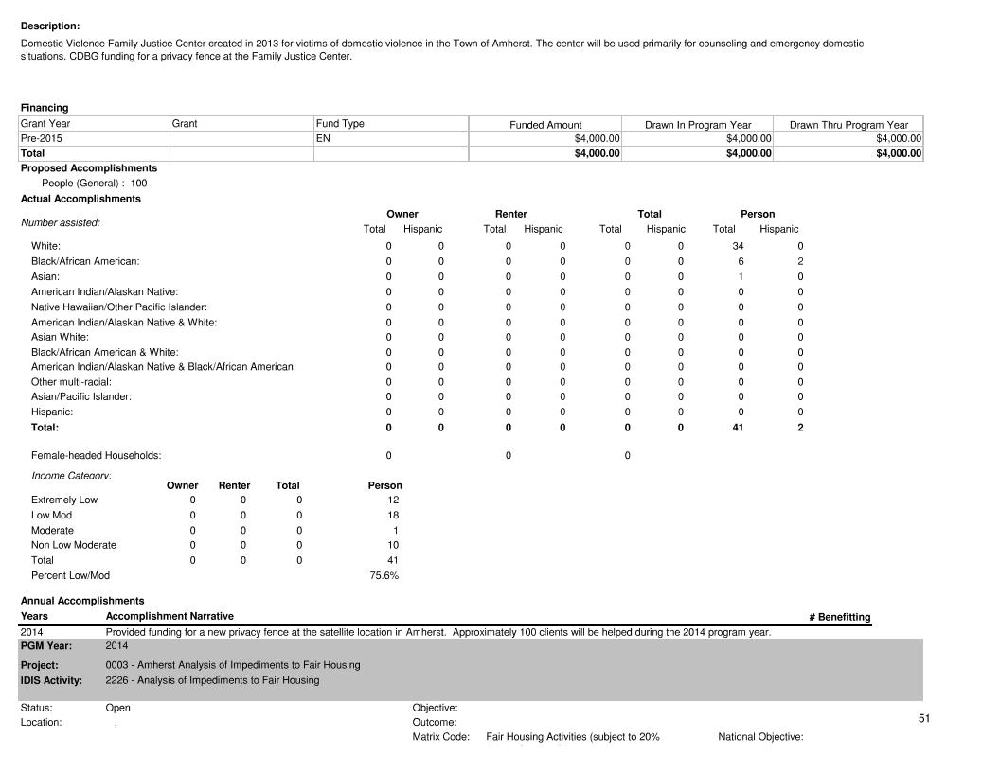 Description:
Domestic Violence Family Justice Center created in 2013 for victims of domestic violence in the Town of Amherst. The center will be used primarily for counseling and emergency domestic
situations. CDBG funding for a privacy fence at the Family Justice Center.
Financing
Grant Year Grant Fund Type Funded Amount Drawn In Program Year Drawn Thru Program Year
Pre-2015 EN $4,000.00 $4,000.00 $4,000.00
Total $4,000.00 $4,000.00 $4,000.00
Proposed Accomplishments
People (General) : 100
Actual Accomplishments
Number assisted: Owner Renter Total Person
Total Hispanic Total Hispanic Total Hispanic Total Hispanic
White: 0 0 0 0 0 0 34 0
Black/African American: 0 0 0 0 0 0 6 2
Asian: 0 0 0 0 0 0 1 0
American Indian/Alaskan Native: 0 0 0 0 0 0 0 0
Native Hawaiian/Other Pacific Islander: 0 0 0 0 0 0 0 0
American Indian/Alaskan Native & White: 0 0 0 0 0 0 0 0
Asian White: 0 0 0 0 0 0 0 0
Black/African American & White: 0 0 0 0 0 0 0 0
American Indian/Alaskan Native & Black/African American: 0 0 0 0 0 0 0 0
Other multi-racial: 0 0 0 0 0 0 0 0
Asian/Pacific Islander: 0 0 0 0 0 0 0 0
Hispanic: 0 0 0 0 0 0 0 0
Total: 0 0 0 0 0 0 41 2
Female-headed Households: 0 0 0
Income Category:
Owner Renter Total Person
Extremely Low 0 0 0 12
Low Mod 0 0 0 18
Moderate 0 0 0 1
Non Low Moderate 0 0 0 10
Total 0 0 0 41
Percent Low/Mod 75.6%
Annual Accomplishments
Years Accomplishment Narrative # Benefitting
2014 Provided funding for a new privacy fence at the satellite location in Amherst. Approximately 100 clients will be helped during the 2014 program year.
PGM Year: 2014
Project: 0003 - Amherst Analysis of Impediments to Fair Housing
IDIS Activity: 2226 - Analysis of Impediments to Fair Housing
Status: Open Objective:
Location: , Outcome:
Matrix Code: Fair Housing Activities (subject to 20% National Objective:
51